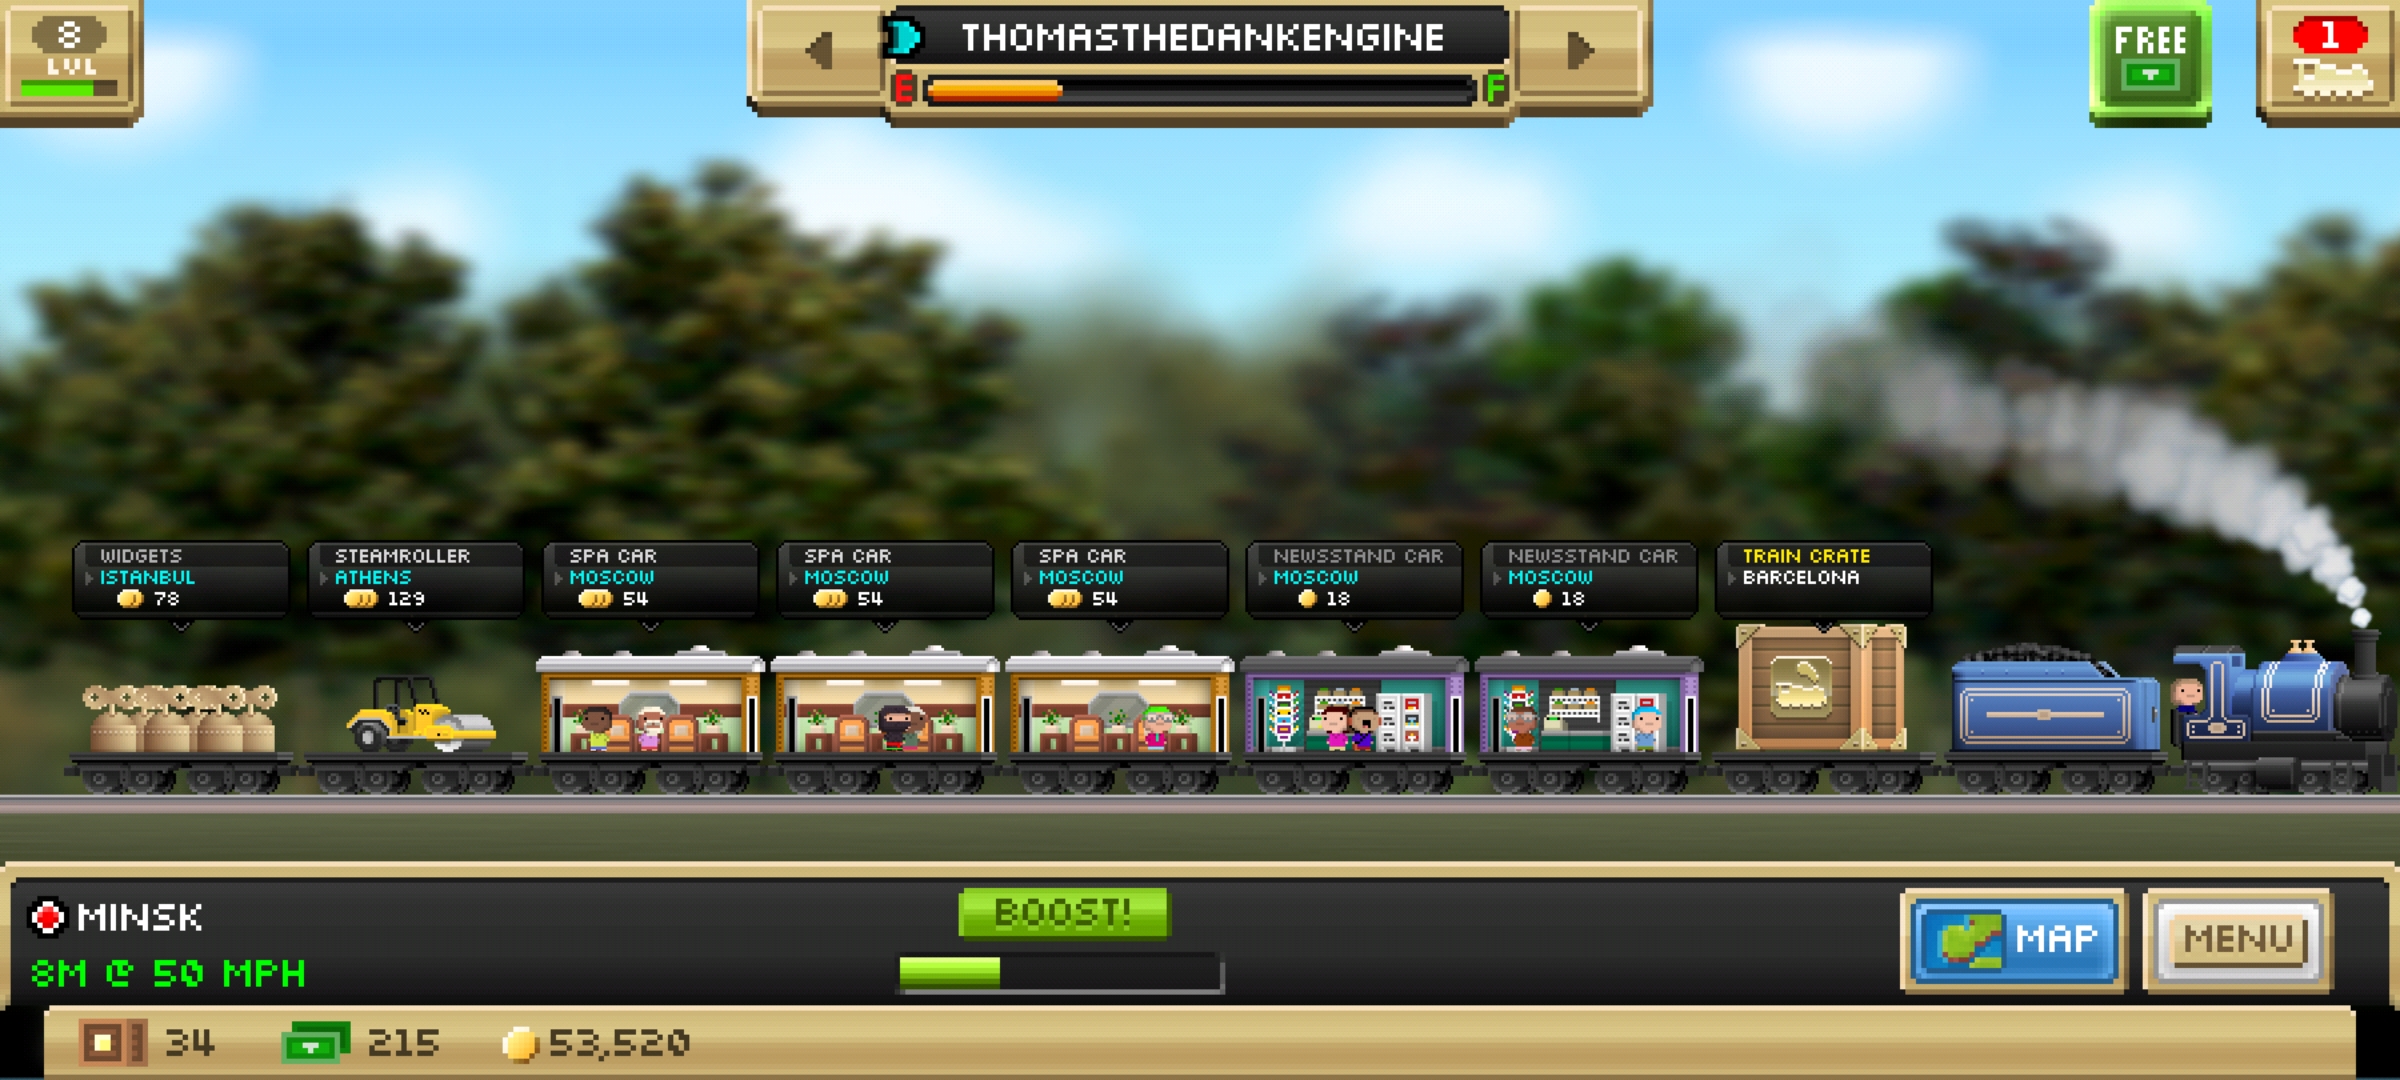 8
LVL
THOMASTHEDANKENGINE
E
F
FREE
1
WIDGETS
ISTANBUL
78
STEAMROLLER
ATHENS
129
SPA CAR
MOSCOW
54
SPA CAR
MOSCOW
54
SPA CAR
MOSCOW
54
NEWSSTAND CAR
MOSCOW
18
NEWSSTAND CAR
MOSCOW
18
TRAIN CRATE
BARCELONA
MINSK
8M @ 50 MPH
BOOST!
MAP
MENU
34
215
53,520